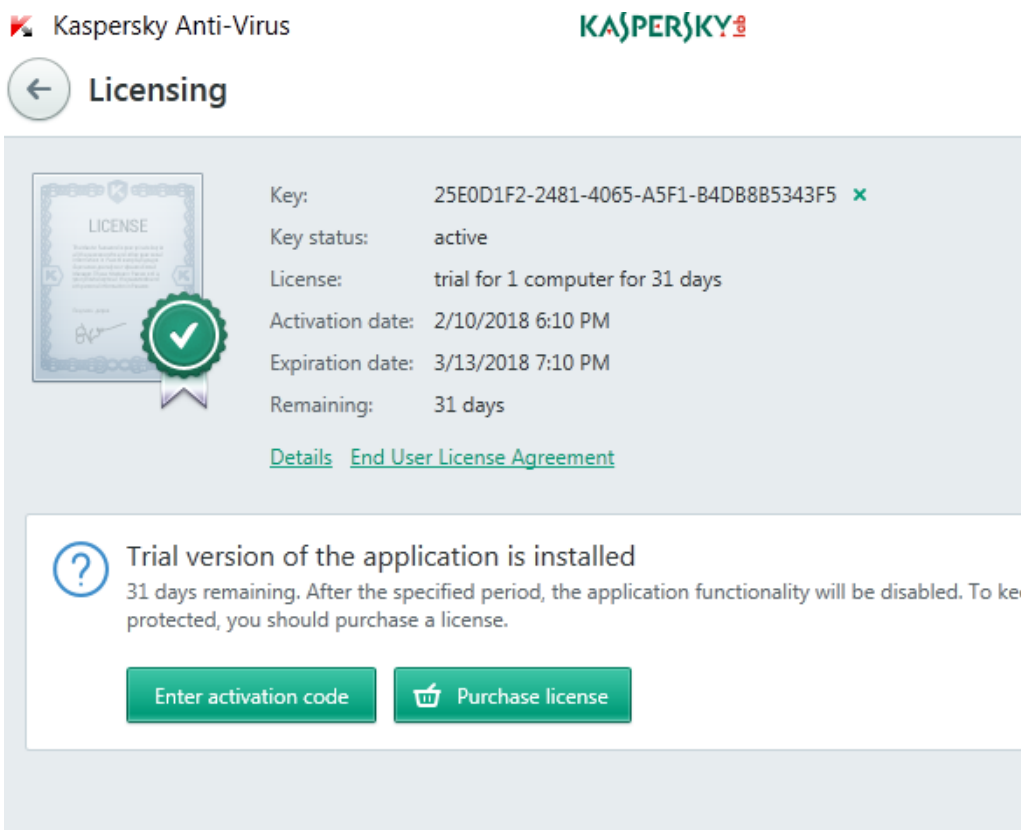 Kaspersky Anti-Virus
KASPERSKY lab
Licensing
LICENSE
Key: 25E0D1F2-2481-4065-A5F1-B4DB8B5343F5
Key status: active
License: trial for 1 computer for 31 days
Activation date: 2/10/2018 6:10 PM
Expiration date: 3/13/2018 7:10 PM
Remaining: 31 days
Details End User License Agreement
Trial version of the application is installed
31 days remaining. After the specified period, the application functionality will be disabled. To kee
protected, you should purchase a license.
Enter activation code
Purchase license